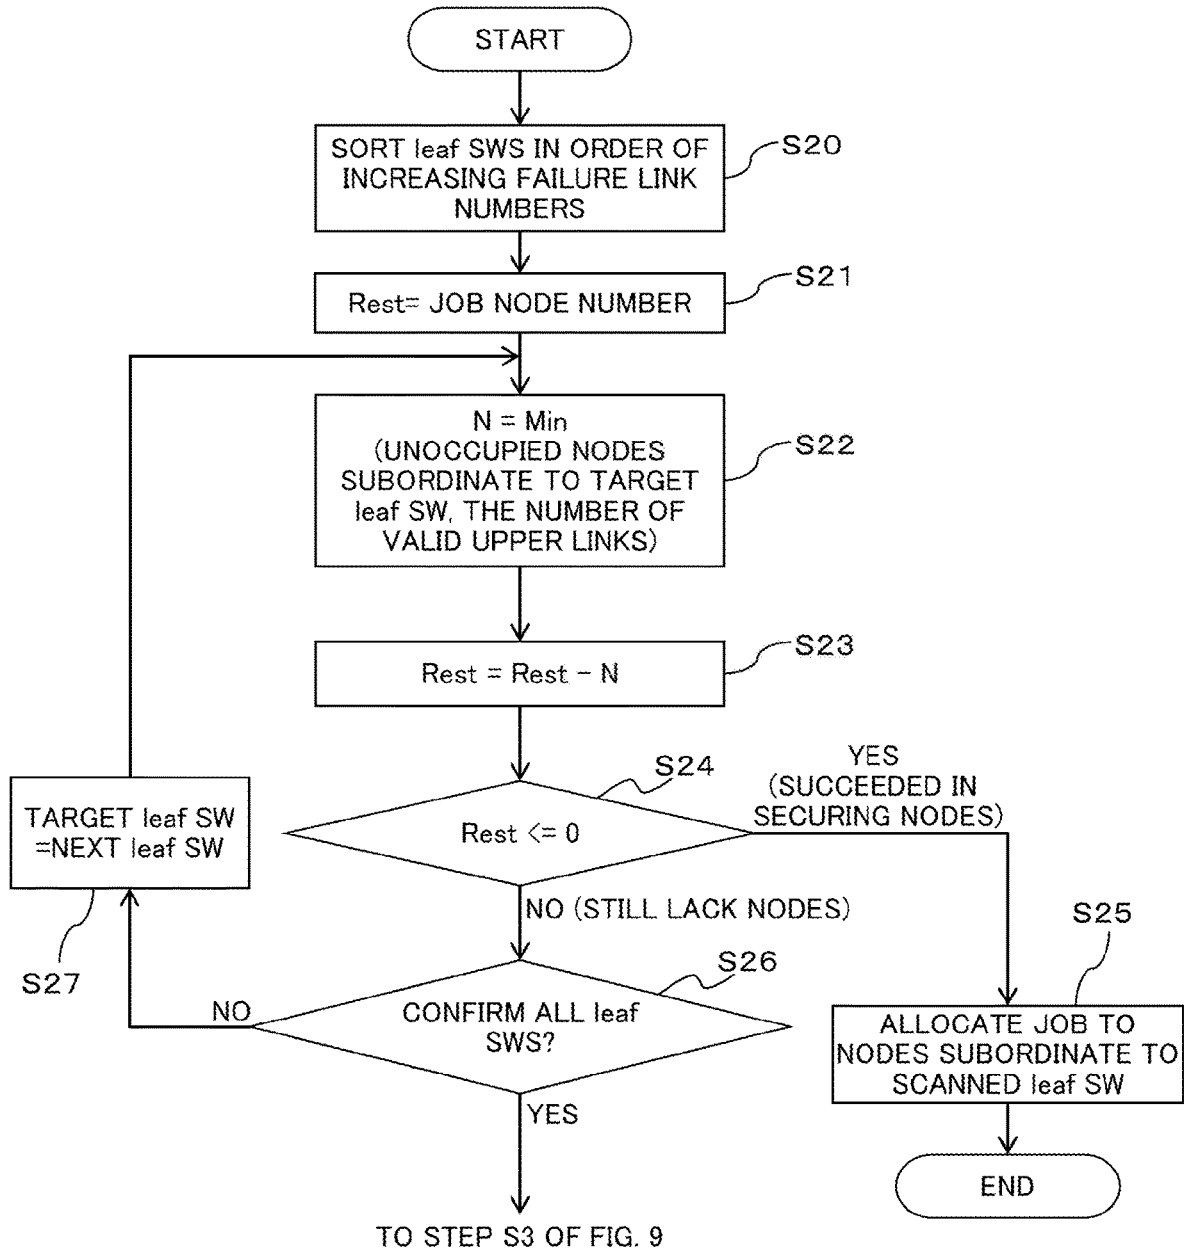 START
SORT leaf SWS IN ORDER OF
INCREASING FAILURE LINK
NUMBERS
S20
Rest= JOB NODE NUMBER
S21
N = Min
(UNOCCUPIED NODES
SUBORDINATE TO TARGET
leaf SW, THE NUMBER OF
VALID UPPER LINKS)
S22
Rest = Rest - N
S23
Rest <= 0
S24
YES
(SUCCEEDED IN
SECURING NODES)
NO (STILL LACK NODES)
TARGET leaf SW
=NEXT leaf SW
S27
CONFIRM ALL leaf
SWS?
S26
NO
YES
TO STEP S3 OF FIG. 9
S25
ALLOCATE JOB TO
NODES SUBORDINATE TO
SCANNED leaf SW
END